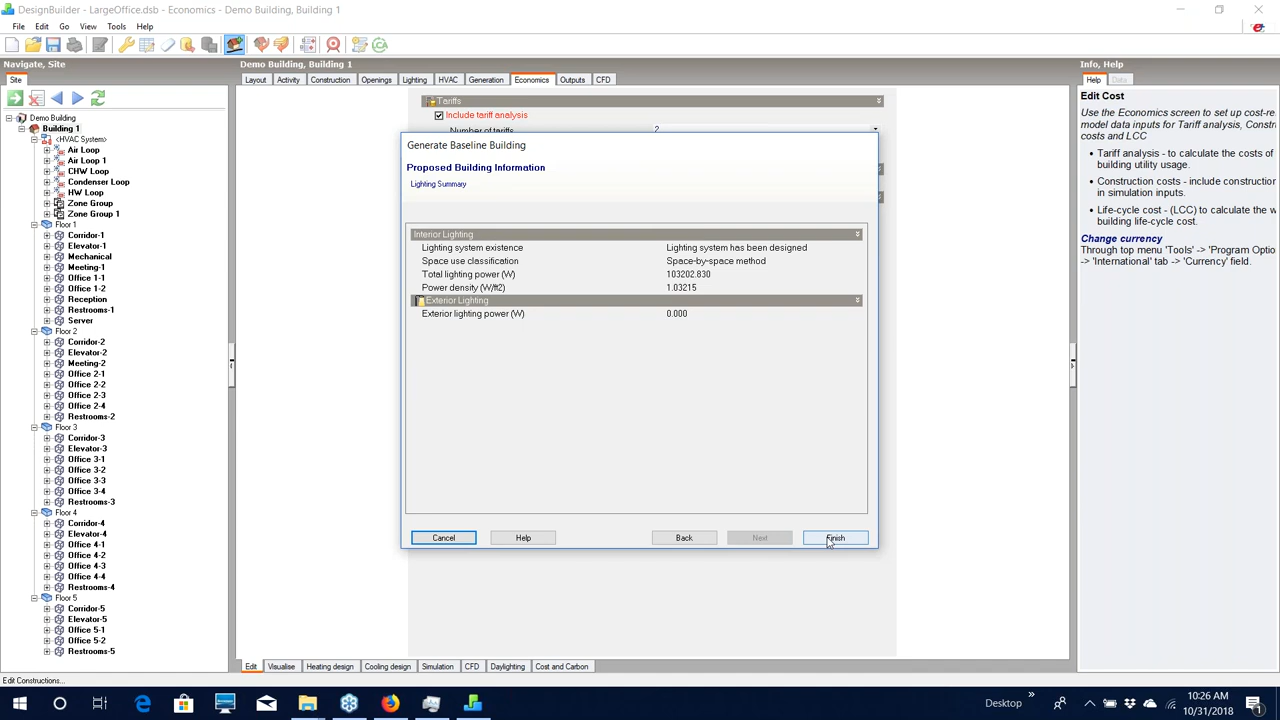 DesignBuilder - LargeOffice.dsb - Economics - Demo Building, Building 1
File Edit Go View Tools Help
Navigate, Site
Demo Building, Building 1
Info, Help
Site
Layout Activity Construction Openings Lighting HVAC Generation Economics Outputs CFD
Help Data
Demo Building
Building 1
<HVAC System>
Air Loop
Air Loop 1
CHW Loop
Condenser Loop
HW Loop
Zone Group
Zone Group 1
Floor 1
Corridor-1
Elevator-1
Mechanical
Meeting-1
Office 1-1
Office 1-2
Reception
Restrooms-1
Server
Floor 2
Corridor-2
Elevator-2
Meeting-2
Office 2-1
Office 2-2
Office 2-3
Office 2-4
Restrooms-2
Floor 3
Corridor-3
Elevator-3
Office 3-1
Office 3-2
Office 3-3
Office 3-4
Restrooms-3
Floor 4
Corridor-4
Elevator-4
Office 4-1
Office 4-2
Office 4-3
Office 4-4
Restrooms-4
Floor 5
Corridor-5
Elevator-5
Office 5-1
Office 5-2
Restrooms-5
Tariffs
Include tariff analysis
Number of tariffs 2
Generate Baseline Building
Proposed Building Information
Lighting Summary
Interior Lighting
Lighting system existence Lighting system has been designed
Space use classification Space-by-space method
Total lighting power (W) 103202.830
Power density (W/ft2) 1.03215
Exterior Lighting
Exterior lighting power (W) 0.000
Cancel Help Back Next Finish
Edit Cost
Use the Economics screen to set up cost-re
model data inputs for Tariff analysis, Constr
costs and LCC
• Tariff analysis - to calculate the costs of
building utility usage.
• Construction costs - include construction
in simulation inputs.
• Life-cycle cost - (LCC) to calculate the w
building life-cycle cost.
Change currency
Through top menu 'Tools' -> 'Program Optio
-> 'International' tab -> 'Currency' field.
Edit Visualise Heating design Cooling design Simulation CFD Daylighting Cost and Carbon
Edit Constructions...
Desktop
10:26 AM
10/31/2018